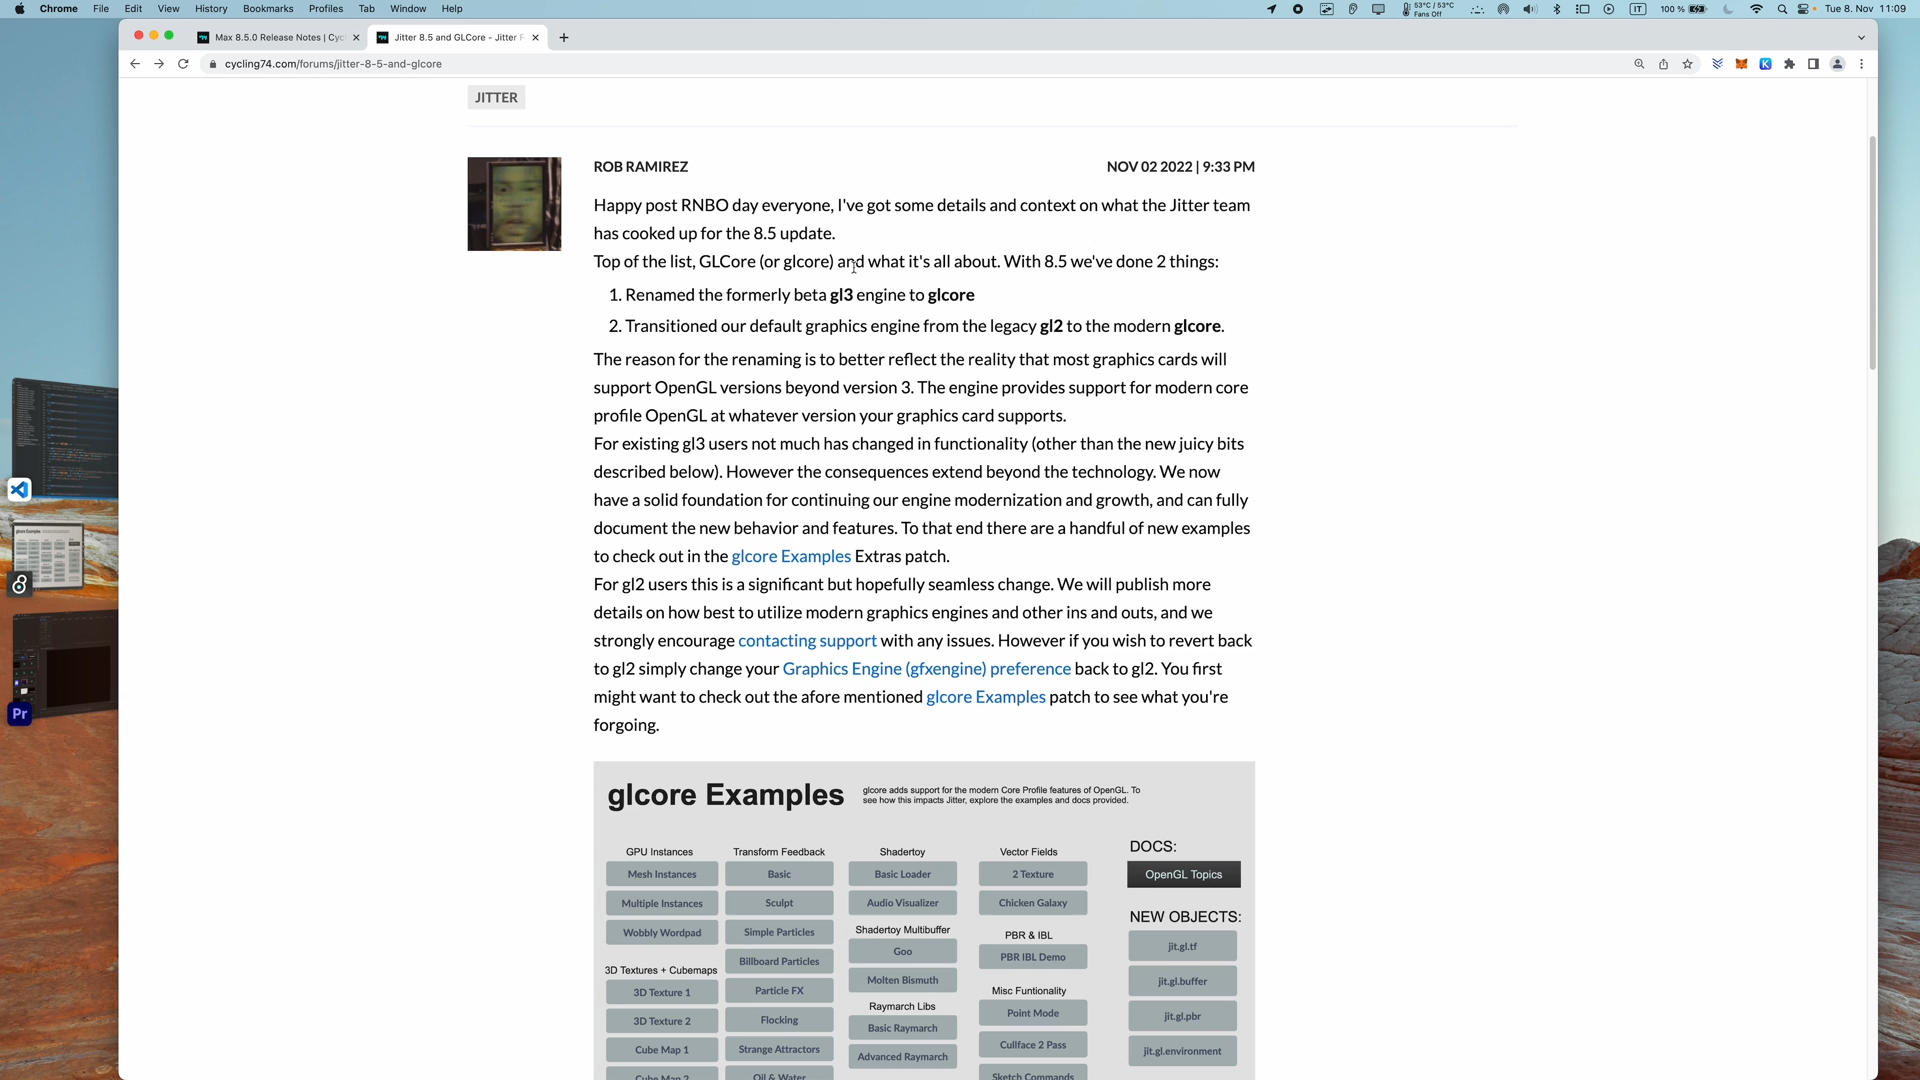 Chrome File Edit View History Bookmarks Profiles Tab Window Help
53°C / 53°C
Fans Off
IT
100 %
Tue 8. Nov 11:09
Max 8.5.0 Release Notes | Cyc
Jitter 8.5 and GLCore - Jitter F
cycling74.com/forums/jitter-8-5-and-glcore
JITTER
ROB RAMIREZ
NOV 02 2022 | 9:33 PM
Happy post RNBO day everyone, I've got some details and context on what the Jitter team
has cooked up for the 8.5 update.
Top of the list, GLCore (or glcore) and what it's all about. With 8.5 we've done 2 things:
1. Renamed the formerly beta gl3 engine to glcore
2. Transitioned our default graphics engine from the legacy gl2 to the modern glcore.
The reason for the renaming is to better reflect the reality that most graphics cards will
support OpenGL versions beyond version 3. The engine provides support for modern core
profile OpenGL at whatever version your graphics card supports.
For existing gl3 users not much has changed in functionality (other than the new juicy bits
described below). However the consequences extend beyond the technology. We now
have a solid foundation for continuing our engine modernization and growth, and can fully
document the new behavior and features. To that end there are a handful of new examples
to check out in the glcore Examples Extras patch.
For gl2 users this is a significant but hopefully seamless change. We will publish more
details on how best to utilize modern graphics engines and other ins and outs, and we
strongly encourage contacting support with any issues. However if you wish to revert back
to gl2 simply change your Graphics Engine (gfxengine) preference back to gl2. You first
might want to check out the afore mentioned glcore Examples patch to see what you're
forgoing.
glcore Examples
glcore adds support for the modern Core Profile features of OpenGL. To
see how this impacts Jitter, explore the examples and docs provided.
GPU Instances
Mesh Instances
Multiple Instances
Wobbly Wordpad
3D Textures + Cubemaps
3D Texture 1
3D Texture 2
Cube Map 1
Cube Map 2
Transform Feedback
Basic
Sculpt
Simple Particles
Billboard Particles
Particle FX
Flocking
Strange Attractors
Oil & Water
Shadertoy
Basic Loader
Audio Visualizer
Shadertoy Multibuffer
Goo
Molten Bismuth
Raymarch Libs
Basic Raymarch
Advanced Raymarch
Vector Fields
2 Texture
Chicken Galaxy
PBR & IBL
PBR IBL Demo
Misc Funtionality
Point Mode
Cullface 2 Pass
Sketch Commands
DOCS:
OpenGL Topics
NEW OBJECTS:
jit.gl.tf
jit.gl.buffer
jit.gl.pbr
jit.gl.environment
glcore Examples
Pr